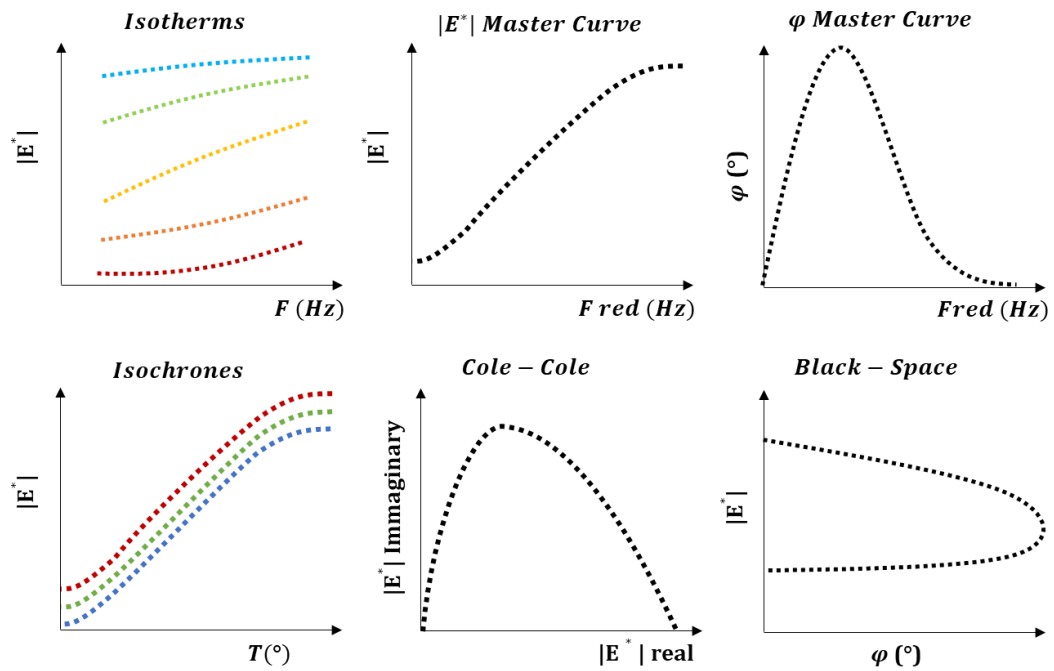 Isotherms
|E*|
F (Hz)
|E*| Master Curve
|E*|
F red (Hz)
φ Master Curve
φ (°)
Fred (Hz)
Isochrones
|E*|
T(°)
Cole – Cole
|E*| Immaginary
|E*| real
Black – Space
|E*|
φ (°)